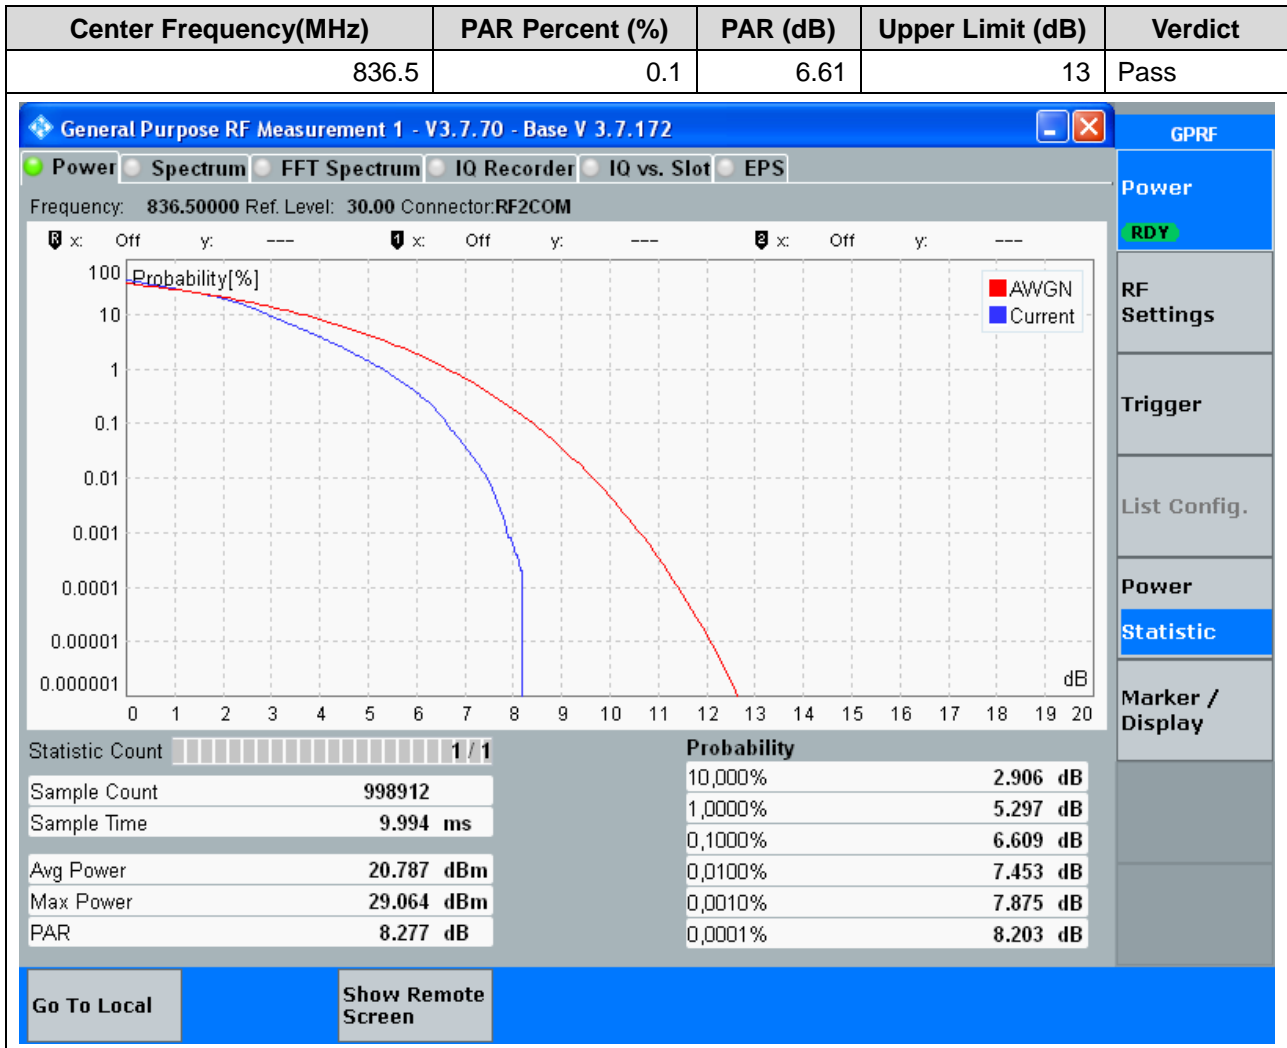 Center Frequency(MHz) PAR Percent (%) PAR (dB) Upper Limit (dB) Verdict
836.5 0.1 6.61 13 Pass
General Purpose RF Measurement 1 - V3.7.70 - Base V 3.7.172
GPRF
Power Spectrum FFT Spectrum IQ Recorder IQ vs. Slot EPS
Power
RDY
Frequency: 836.50000 Ref. Level: 30.00 Connector:RF2COM
R x: Off y: --- 1 x: Off y: --- 2 x: Off y: ---
Probability[%]
AWGN
Current
100
10
1
0.1
0.01
0.001
0.0001
0.00001
0.000001
dB
0 1 2 3 4 5 6 7 8 9 10 11 12 13 14 15 16 17 18 19 20
RF
Settings
Trigger
List Config.
Power
Statistic
Marker /
Display
Statistic Count 1 / 1
Sample Count 998912
Sample Time 9.994 ms
Avg Power 20.787 dBm
Max Power 29.064 dBm
PAR 8.277 dB
Probability
10,000% 2.906 dB
1,0000% 5.297 dB
0,1000% 6.609 dB
0,0100% 7.453 dB
0,0010% 7.875 dB
0,0001% 8.203 dB
Go To Local
Show Remote
Screen